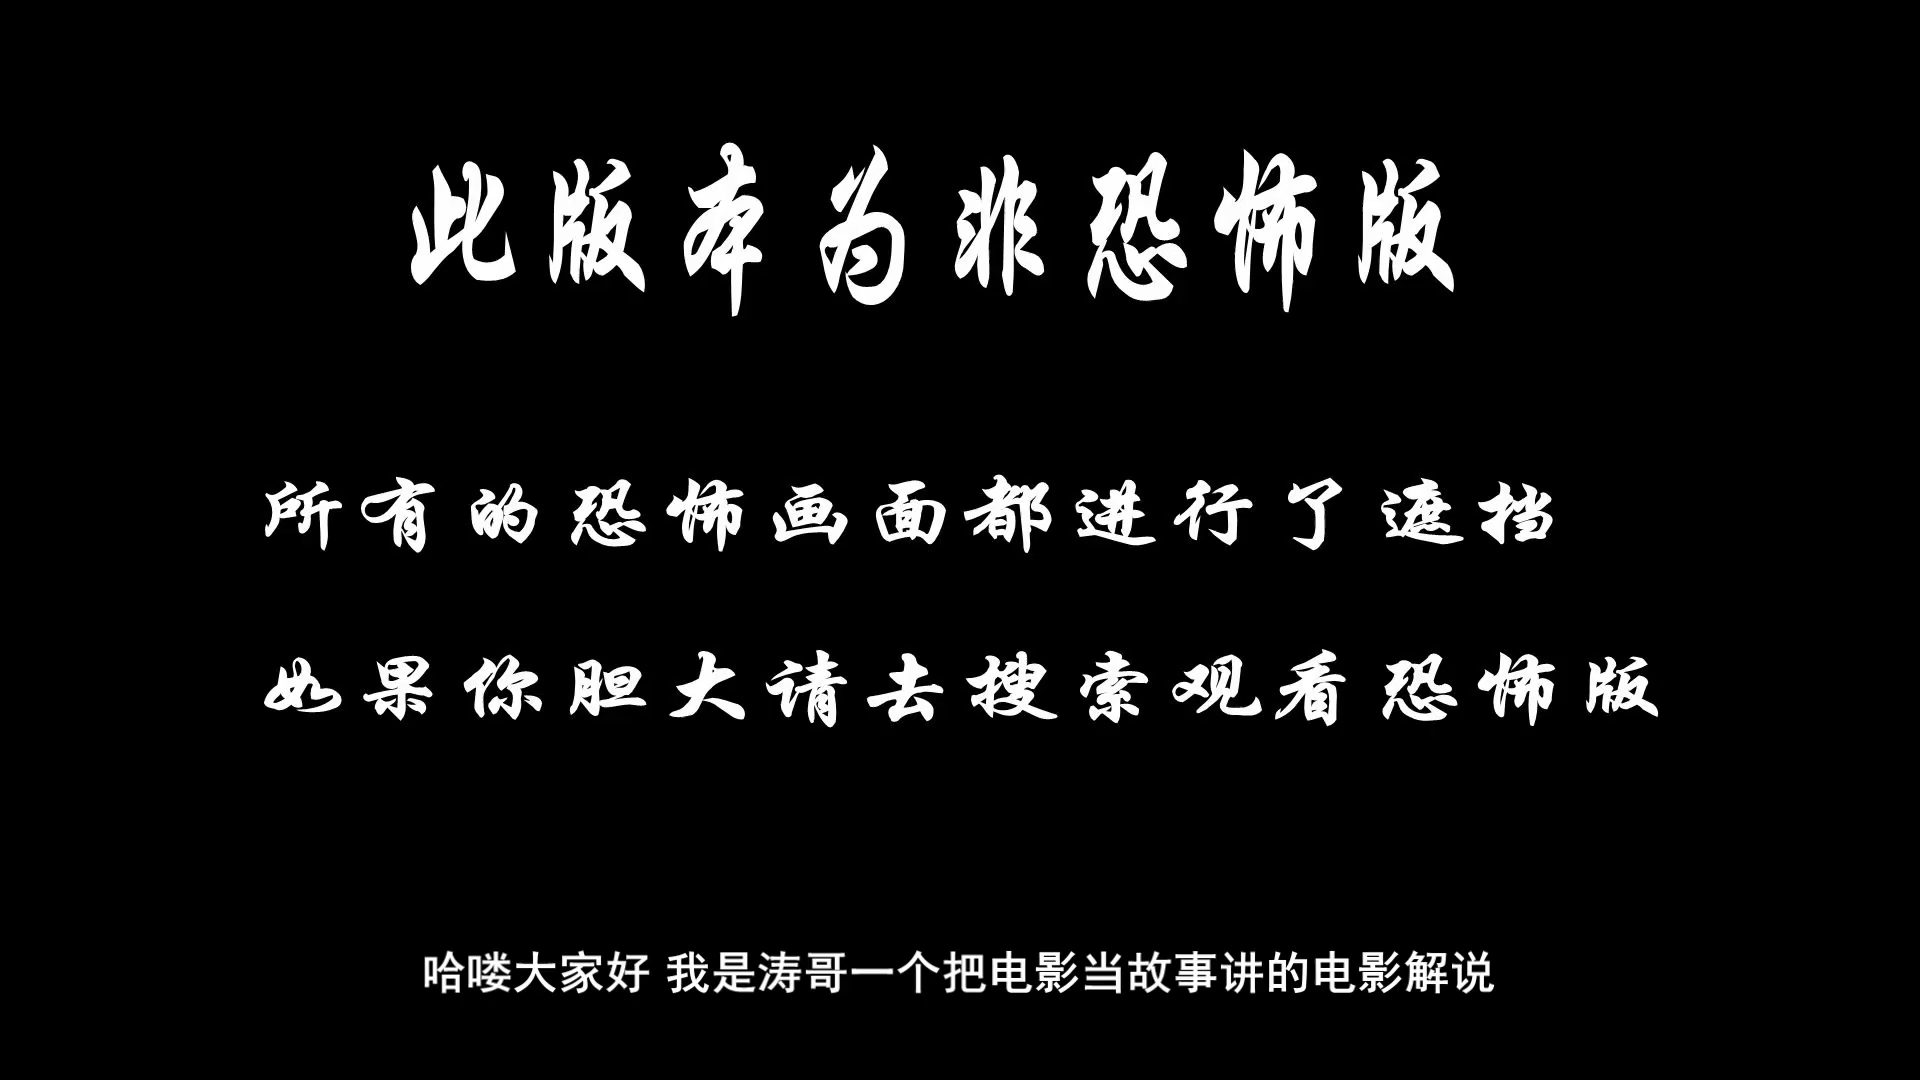 此版本为非恐怖版
所有的恐怖画面都进行了遮挡
如果你胆大请去搜索观看恐怖版
哈喽大家好 我是涛哥一个把电影当故事讲的电影解说